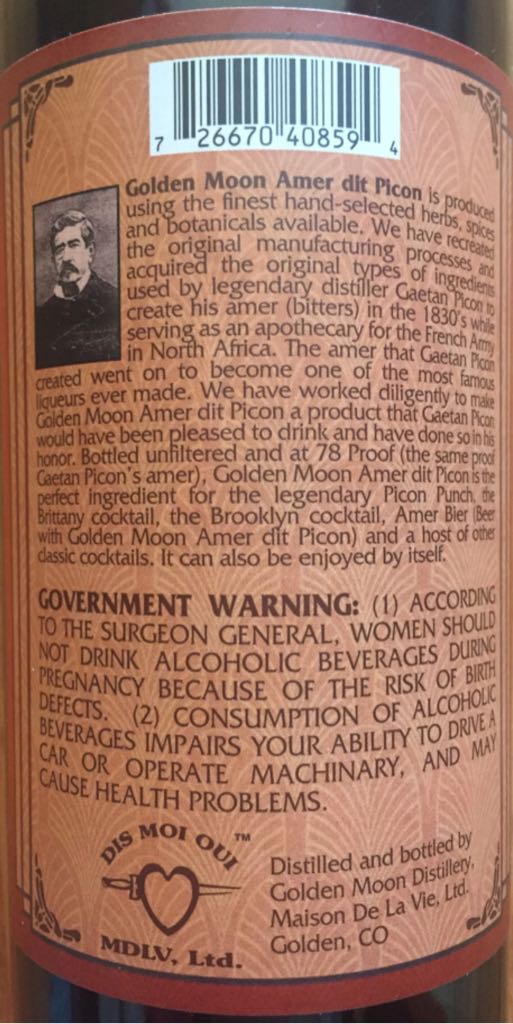 7 26670 40859 4
Golden Moon Amer dit Picon is produced
using the finest hand-selected herbs, spices
and botanicals available. We have recreated
the original manufacturing processes and
acquired the original types of ingredients
used by legendary distiller Gaetan Picon to
create his amer (bitters) in the 1830's while
serving as an apothecary for the French Army
in North Africa. The amer that Gaetan Picon
created went on to become one of the most famous
liqueurs ever made. We have worked diligently to make
Golden Moon Amer dit Picon a product that Gaetan Picon
would have been pleased to drink and have done so in his
honor. Bottled unfiltered and at 78 Proof (the same proof
Gaetan Picon's amer), Golden Moon Amer dit Picon is the
perfect ingredient for the legendary Picon Punch, the
Brittany cocktail, the Brooklyn cocktail, Amer Bier (Beer
with Golden Moon Amer dit Picon) and a host of other
classic cocktails. It can also be enjoyed by itself.
GOVERNMENT WARNING: (1) ACCORDING
TO THE SURGEON GENERAL, WOMEN SHOULD
NOT DRINK ALCOHOLIC BEVERAGES DURING
PREGNANCY BECAUSE OF THE RISK OF BIRTH
DEFECTS. (2) CONSUMPTION OF ALCOHOLIC
BEVERAGES IMPAIRS YOUR ABILITY TO DRIVE A
CAR OR OPERATE MACHINARY, AND MAY
CAUSE HEALTH PROBLEMS.
DIS MOI OUI™
MDLV, Ltd.
Distilled and bottled by
Golden Moon Distillery,
Maison De La Vie, Ltd.
Golden, CO